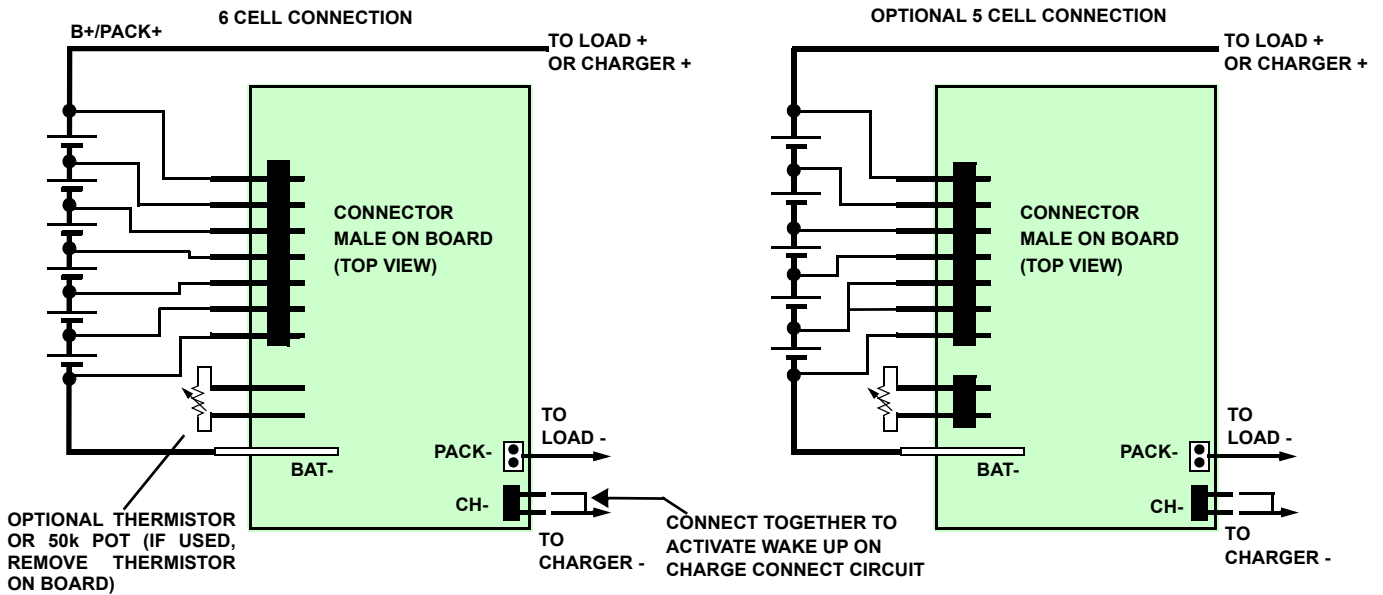 6 CELL CONNECTION
B+/PACK+
TO LOAD +
OR CHARGER +
CONNECTOR
MALE ON BOARD
(TOP VIEW)
TO
LOAD -
PACK-
BAT-
CH-
TO
CHARGER -
OPTIONAL THERMISTOR
OR 50k POT (IF USED,
REMOVE THERMISTOR
ON BOARD)
CONNECT TOGETHER TO
ACTIVATE WAKE UP ON
CHARGE CONNECT CIRCUIT
OPTIONAL 5 CELL CONNECTION
TO LOAD +
OR CHARGER +
CONNECTOR
MALE ON BOARD
(TOP VIEW)
TO
LOAD -
PACK-
BAT-
CH-
TO
CHARGER -